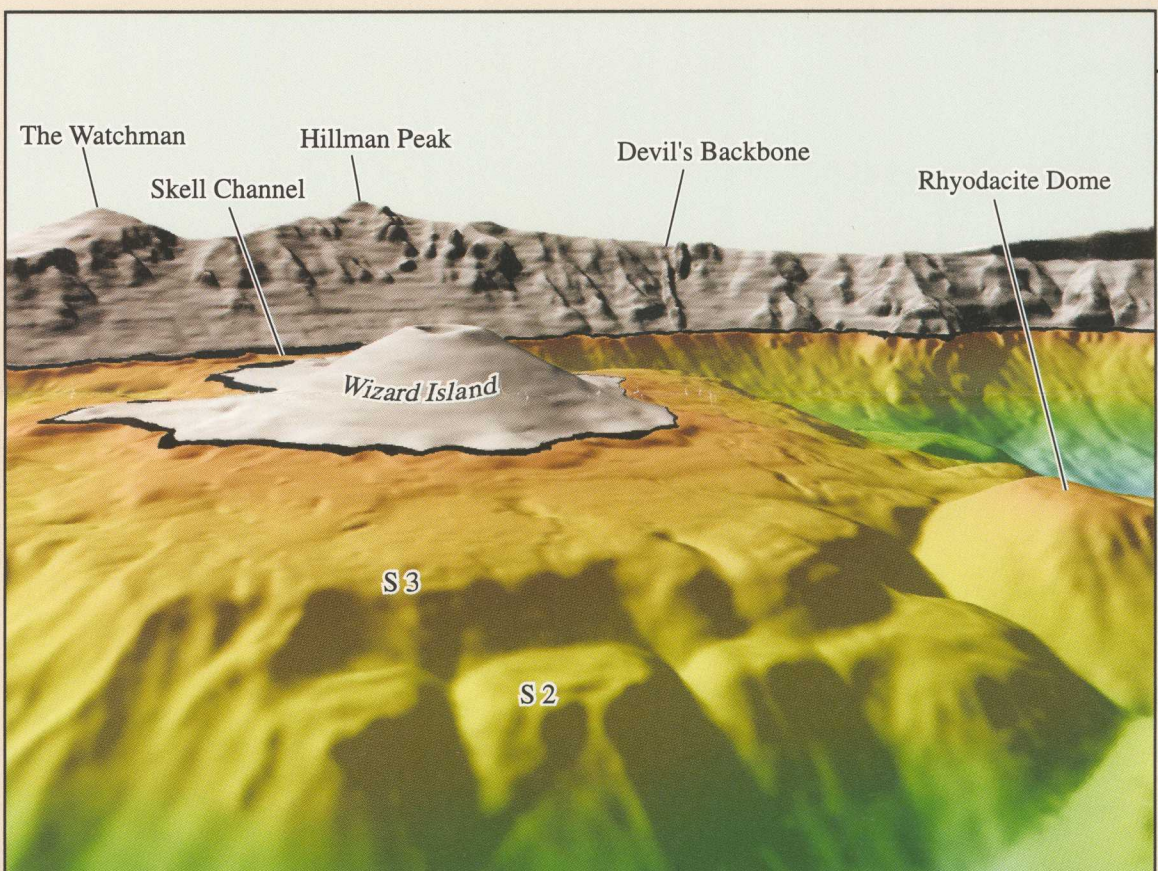 The Watchman
Hillman Peak
Devil's Backbone
Skell Channel
Rhyodacite Dome
Wizard Island
S 3
S 2